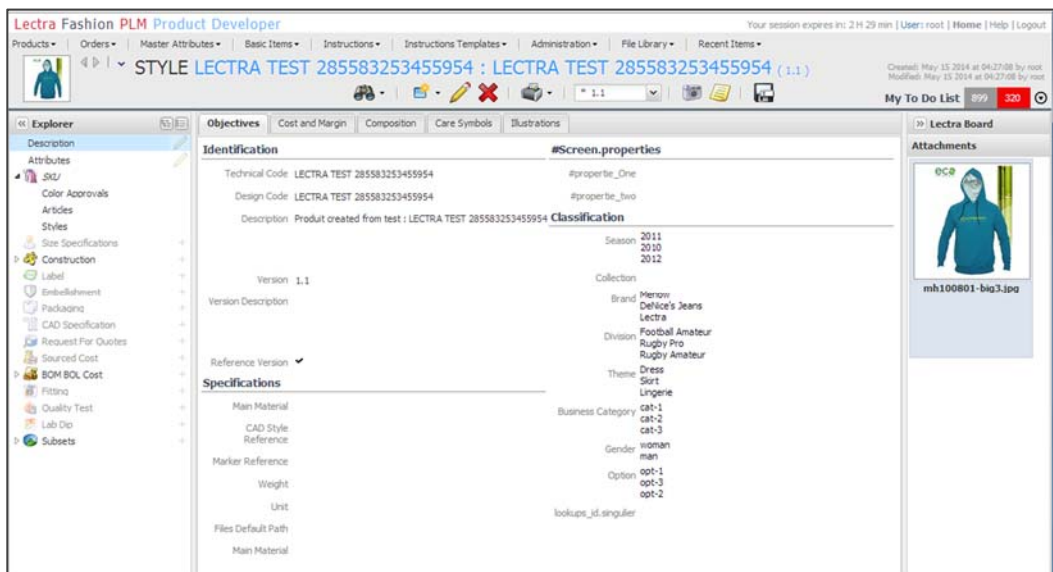 Lectra Fashion PLM Product Developer
Your session expires in: 2 H 29 min | User: root | Home | Help | Logout
Products Orders Master Attributes Basic Items Instructions Instructions Templates Administration File Library Recent Items
STYLE LECTRA TEST 285583253455954 : LECTRA TEST 285583253455954 (1.1)
Created: May 15 2014 at 04:27:08 by root
Modified: May 15 2014 at 04:27:08 by root
* 1.1
My To Do List 899 320
Explorer
Description
Attributes
SKU
Color Approvals
Articles
Styles
Size Specifications
Construction
Label
Embellishment
Packaging
CAD Specification
Request For Quotes
Sourced Cost
BOM BOL Cost
Fitting
Quality Test
Lab Dip
Subsets
Objectives Cost and Margin Composition Care Symbols Illustrations
Identification
Technical Code LECTRA TEST 285583253455954
Design Code LECTRA TEST 285583253455954
Description Produit created from test : LECTRA TEST 285583253455954
Version 1.1
Version Description
Reference Version ✔
Specifications
Main Material
CAD Style
Reference
Marker Reference
Weight
Unit
Files Default Path
Main Material
#Screen.properties
#propertie_One
#propertie_two
Classification
Season 2011
2010
2012
Collection
Brand Merlow
DeNice's Jeans
Lectra
Division Football Amateur
Rugby Pro
Rugby Amateur
Theme Dress
Skirt
Lingerie
Business Category cat-1
cat-2
cat-3
Gender woman
man
Option opt-1
opt-3
opt-2
lookups_id.singulier
Lectra Board
Attachments
eca
mh100801-big3.jpg